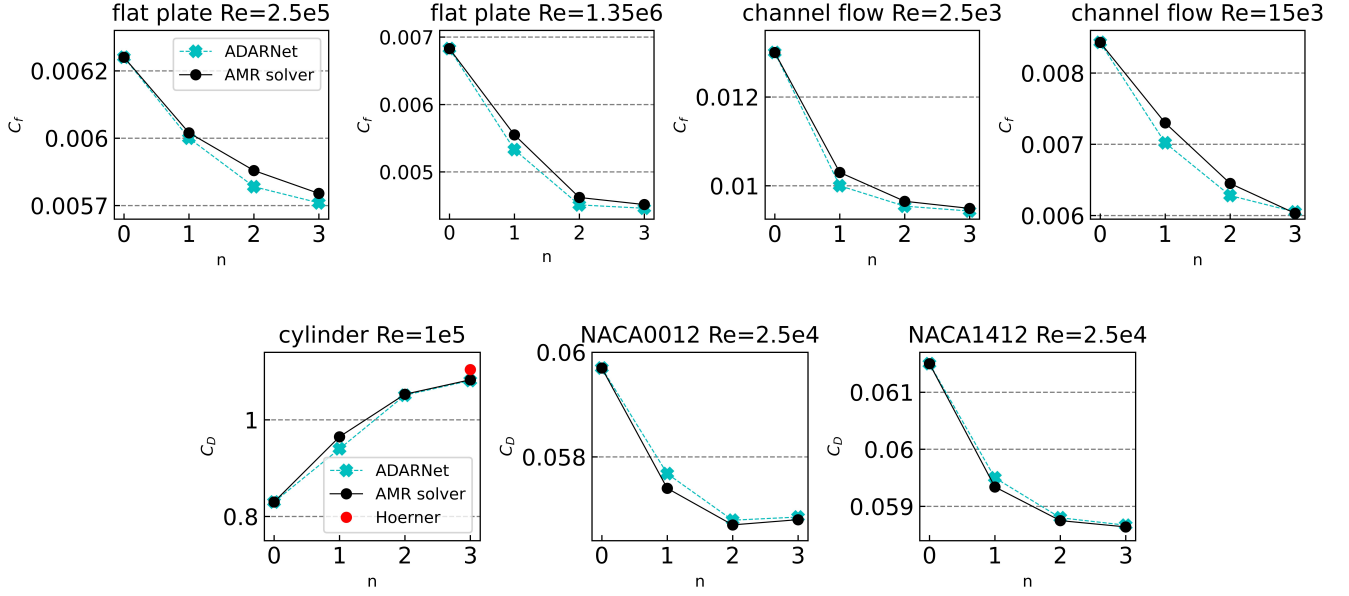 flat plate Re=2.5e5
flat plate Re=1.35e6
channel flow Re=2.5e3
channel flow Re=15e3
ADARNet
AMR solver
0.0062
0.006
0.0057
C_f
0 1 2 3
n
0.007
0.006
0.005
C_f
0 1 2 3
n
0.012
0.01
C_f
0 1 2 3
n
0.008
0.007
0.006
C_f
0 1 2 3
n
cylinder Re=1e5
NACA0012 Re=2.5e4
NACA1412 Re=2.5e4
1
0.8
C_D
ADARNet
AMR solver
Hoerner
0 1 2 3
n
0.06
0.058
C_D
0 1 2 3
n
0.061
0.06
0.059
C_D
0 1 2 3
n